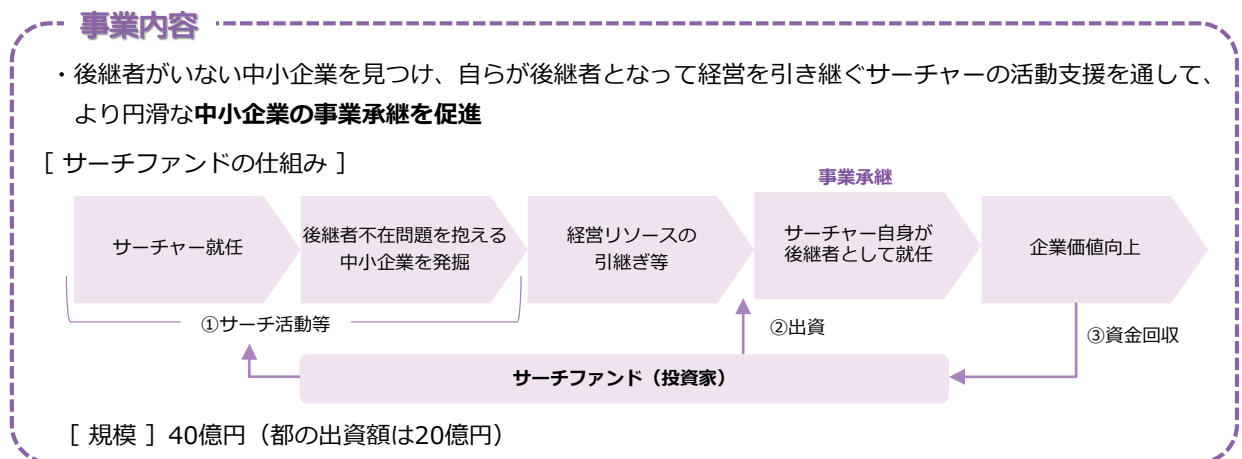 事業内容
・後継者がいない中小企業を見つけ、自らが後継者となって経営を引き継ぐサーチャーの活動支援を通して、
より円滑な中小企業の事業承継を促進
［ サーチファンドの仕組み ］
事業承継
サーチャー就任
後継者不在問題を抱える
中小企業を発掘
経営リソースの
引継ぎ等
サーチャー自身が
後継者として就任
企業価値向上
①サーチ活動等
②出資
③資金回収
サーチファンド（投資家）
［ 規模 ］40億円（都の出資額は20億円）